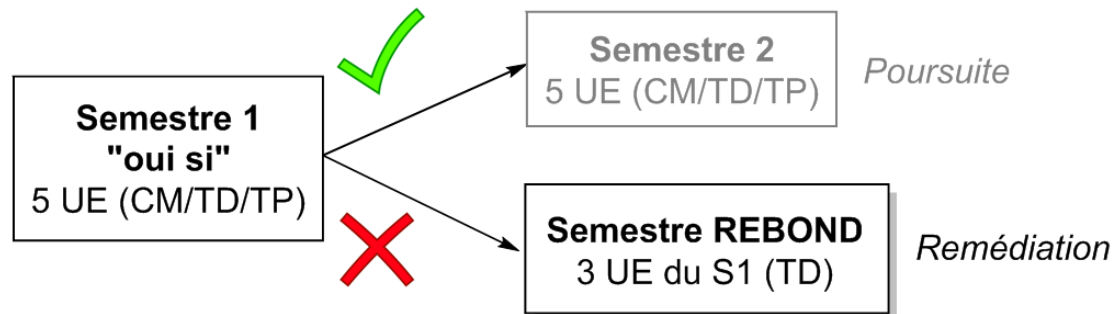 Semestre 1
"oui si"
5 UE (CM/TD/TP)
Semestre 2
5 UE (CM/TD/TP)
Poursuite
Semestre REBOND
3 UE du S1 (TD)
Remédiation